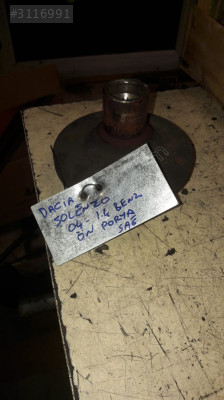 #3116991
DACIA
SOLENZO
04-1.4 BENZ
ÖN PORYA
SAĞ